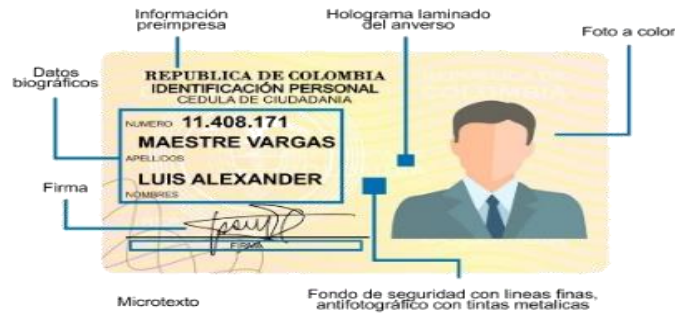 Información
preimpresa
Holograma laminado
del anverso
Foto a color
Datos
biográficos
REPUBLICA DE COLOMBIA
IDENTIFICACIÓN PERSONAL
CEDULA DE CIUDADANIA
NUMERO 11.408.171
MAESTRE VARGAS
APELLIDOS
LUIS ALEXANDER
NOMBRES
Firma
FIRMA
Microtexto
Fondo de seguridad con lineas finas,
antifotográfico con tintas metalicas